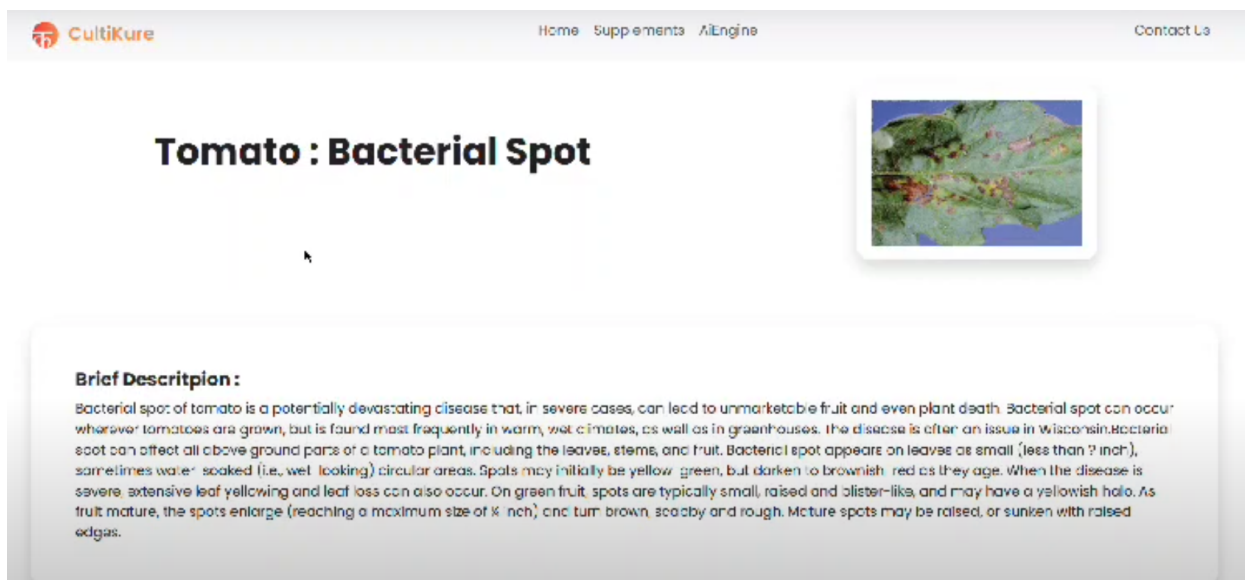 CultiKure
Home Supplements AiEngine
Contact Us
Tomato : Bacterial Spot
Brief Descritpion :
Bacterial spot of tomato is a potentially devastating disease that, in severe cases, can lead to unmarketable fruit and even plant death. Bacterial spot can occur
wherever tomatoes are grown, but is found most frequently in warm, wet climates, as well as in greenhouses. The disease is often an issue in Wisconsin.Bacterial
spot can affect all above ground parts of a tomato plant, including the leaves, stems, and fruit. Bacterial spot appears on leaves as small (less than ? inch),
sometimes water soaked (i.e., wet looking) circular areas. Spots may initially be yellow green, but darken to brownish red as they age. When the disease is
severe, extensive leaf yellowing and leaf loss can also occur. On green fruit, spots are typically small, raised and blister-like, and may have a yellowish halo. As
fruit mature, the spots enlarge (reaching a maximum size of ¼ inch) and turn brown, scabby and rough. Mature spots may be raised, or sunken with raised
edges.